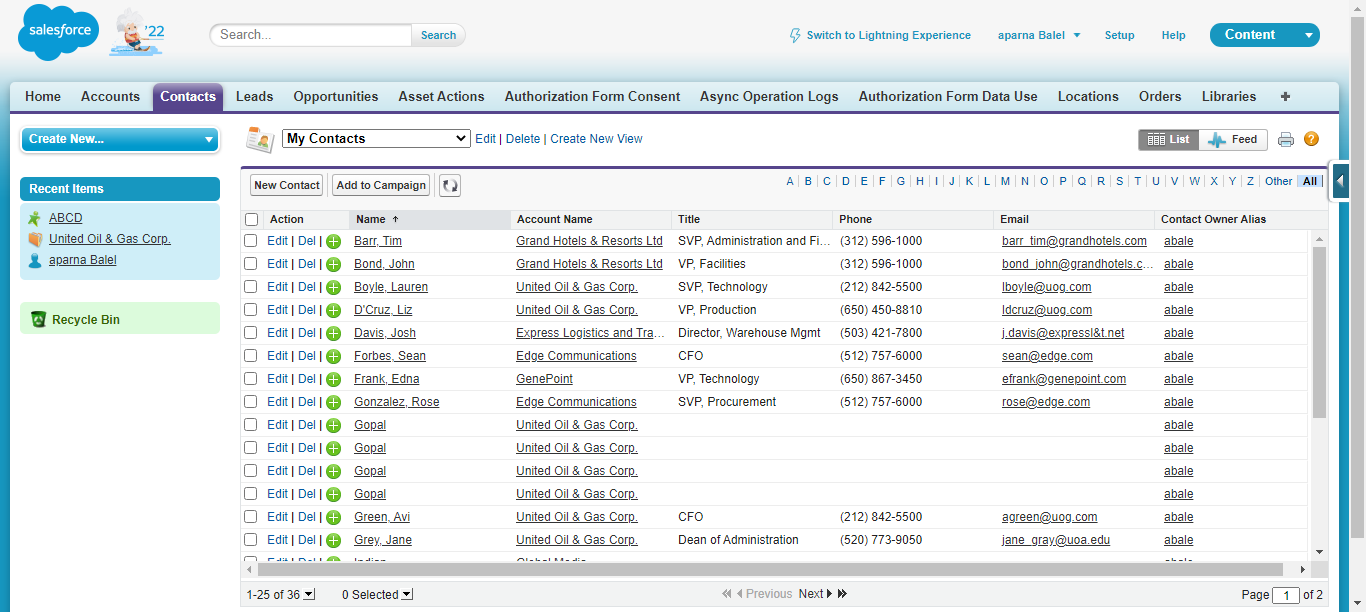 salesforce '22 Search... Search Switch to Lightning Experience aparna Balel Setup Help Content
Home Accounts Contacts Leads Opportunities Asset Actions Authorization Form Consent Async Operation Logs Authorization Form Data Use Locations Orders Libraries +
Create New...
Recent Items
ABCD
United Oil & Gas Corp.
aparna Balel
Recycle Bin
My Contacts Edit | Delete | Create New View List Feed ?
New Contact Add to Campaign A | B | C | D | E | F | G | H | I | J | K | L | M | N | O | P | Q | R | S | T | U | V | W | X | Y | Z | Other | All |
Action Name ↑ Account Name Title Phone Email Contact Owner Alias
Edit | Del | Barr, Tim Grand Hotels & Resorts Ltd SVP, Administration and Fi... (312) 596-1000 barr_tim@grandhotels.com abale
Edit | Del | Bond, John Grand Hotels & Resorts Ltd VP, Facilities (312) 596-1000 bond_john@grandhotels.c... abale
Edit | Del | Boyle, Lauren United Oil & Gas Corp. SVP, Technology (212) 842-5500 lboyle@uog.com abale
Edit | Del | D'Cruz, Liz United Oil & Gas Corp. VP, Production (650) 450-8810 ldcruz@uog.com abale
Edit | Del | Davis, Josh Express Logistics and Tra... Director, Warehouse Mgmt (503) 421-7800 j.davis@expressl&t.net abale
Edit | Del | Forbes, Sean Edge Communications CFO (512) 757-6000 sean@edge.com abale
Edit | Del | Frank, Edna GenePoint VP, Technology (650) 867-3450 efrank@genepoint.com abale
Edit | Del | Gonzalez, Rose Edge Communications SVP, Procurement (512) 757-6000 rose@edge.com abale
Edit | Del | Gopal United Oil & Gas Corp. abale
Edit | Del | Gopal United Oil & Gas Corp. abale
Edit | Del | Gopal United Oil & Gas Corp. abale
Edit | Del | Gopal United Oil & Gas Corp. abale
Edit | Del | Green, Avi United Oil & Gas Corp. CFO (212) 842-5500 agreen@uog.com abale
Edit | Del | Grey, Jane United Oil & Gas Corp. Dean of Administration (520) 773-9050 jane_gray@uoa.edu abale
1-25 of 36 0 Selected Previous Next Page 1 of 2